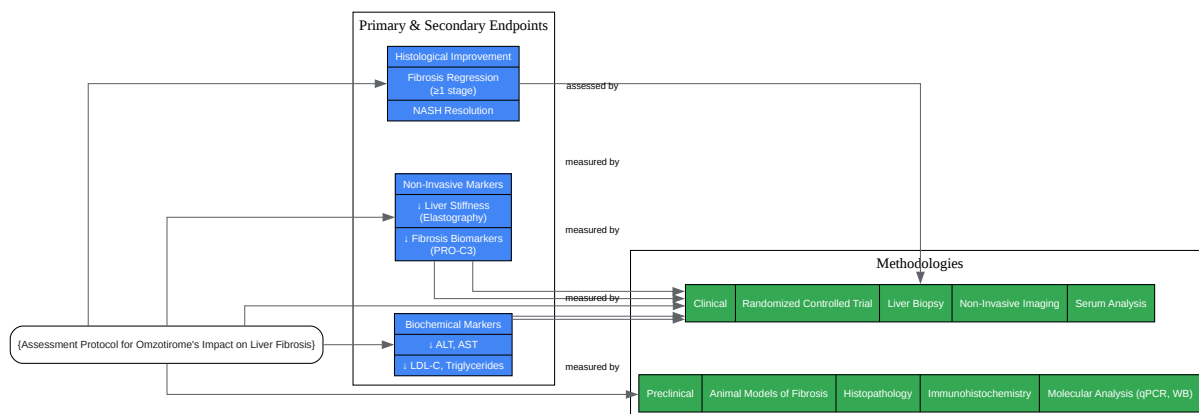 Primary & Secondary Endpoints
Histological Improvement
Fibrosis Regression
(≥1 stage)
NASH Resolution
assessed by
measured by
Non-Invasive Markers
↓ Liver Stiffness
(Elastography)
↓ Fibrosis Biomarkers
(PRO-C3)
measured by
Methodologies
Clinical
Randomized Controlled Trial
Liver Biopsy
Non-Invasive Imaging
Serum Analysis
measured by
Biochemical Markers
↓ ALT, AST
↓ LDL-C, Triglycerides
{Assessment Protocol for Omzotirome's Impact on Liver Fibrosis}
measured by
Preclinical
Animal Models of Fibrosis
Histopathology
Immunohistochemistry
Molecular Analysis (qPCR, WB)